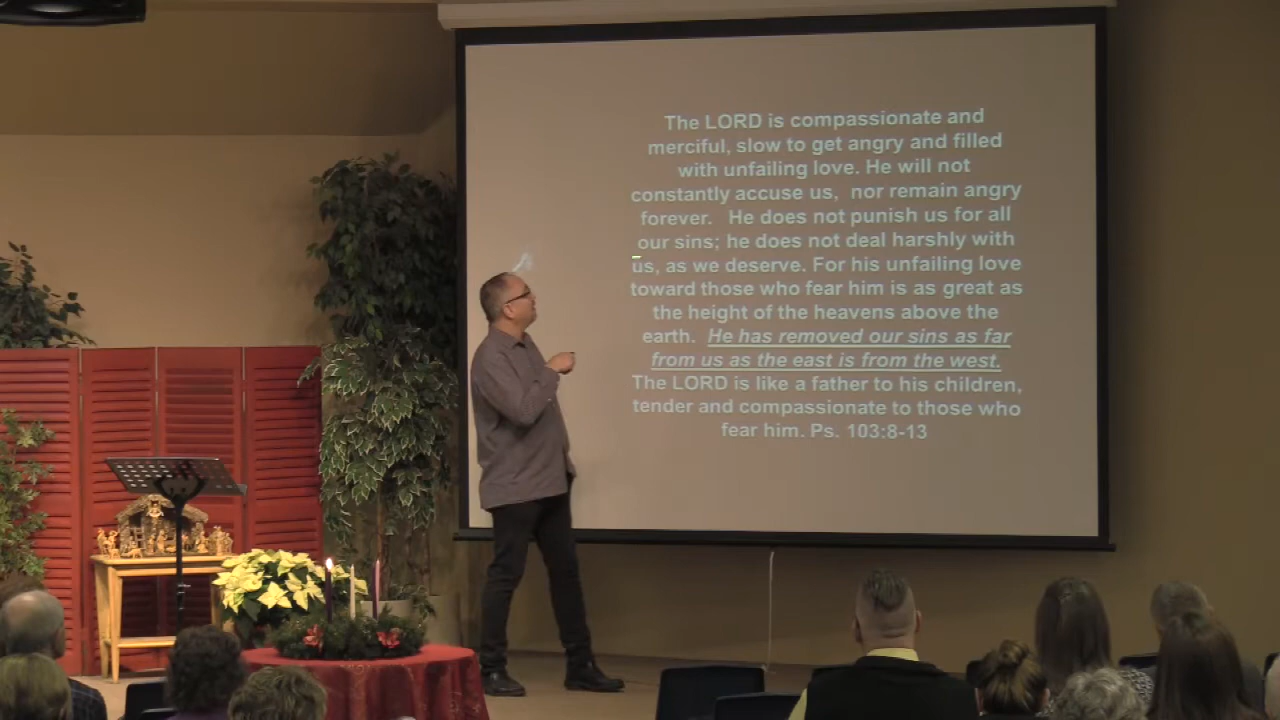 The LORD is compassionate and
merciful, slow to get angry and filled
with unfailing love. He will not
constantly accuse us, nor remain angry
forever. He does not punish us for all
our sins; he does not deal harshly with
us, as we deserve. For his unfailing love
toward those who fear him is as great as
the height of the heavens above the
earth. He has removed our sins as far
from us as the east is from the west.
The LORD is like a father to his children,
tender and compassionate to those who
fear him. Ps. 103:8-13